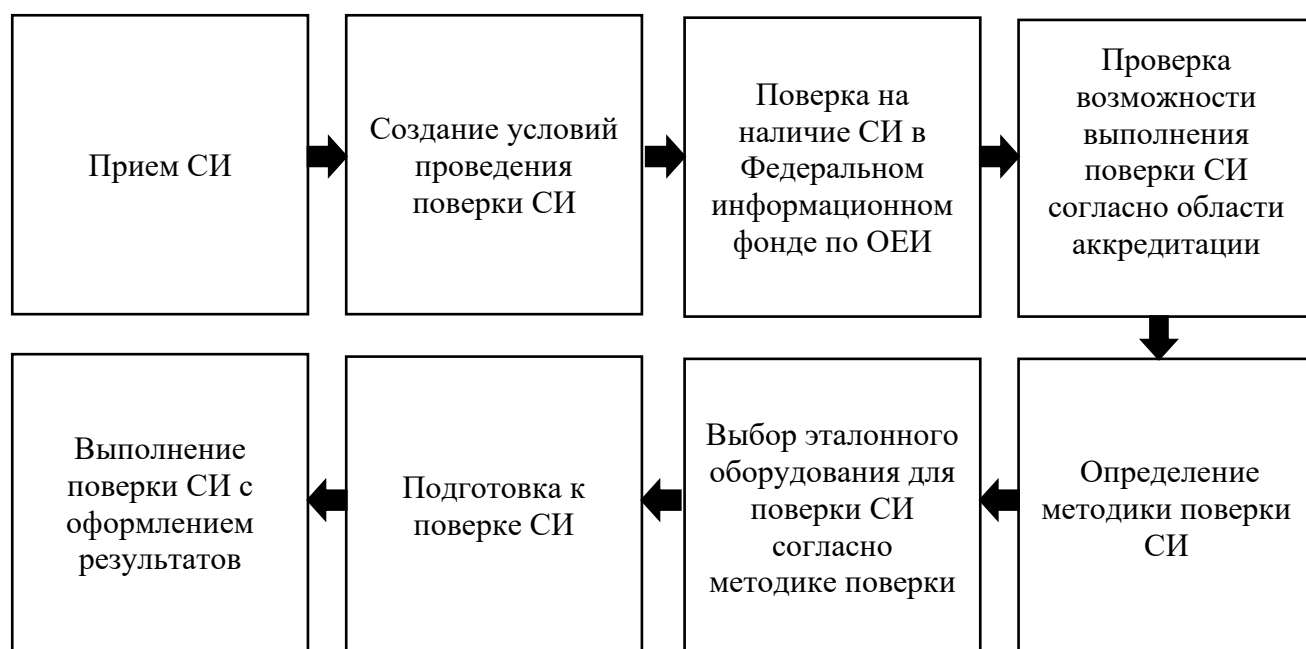 Прием СИ
Создание условий
проведения
поверки СИ
Поверка на
наличие СИ в
Федеральном
информационном
фонде по ОЕИ
Проверка
возможности
выполнения
поверки СИ
согласно области
аккредитации
Определение
методики поверки
СИ
Выбор эталонного
оборудования для
поверки СИ
согласно
методике поверки
Подготовка к
поверке СИ
Выполнение
поверки СИ с
оформлением
результатов